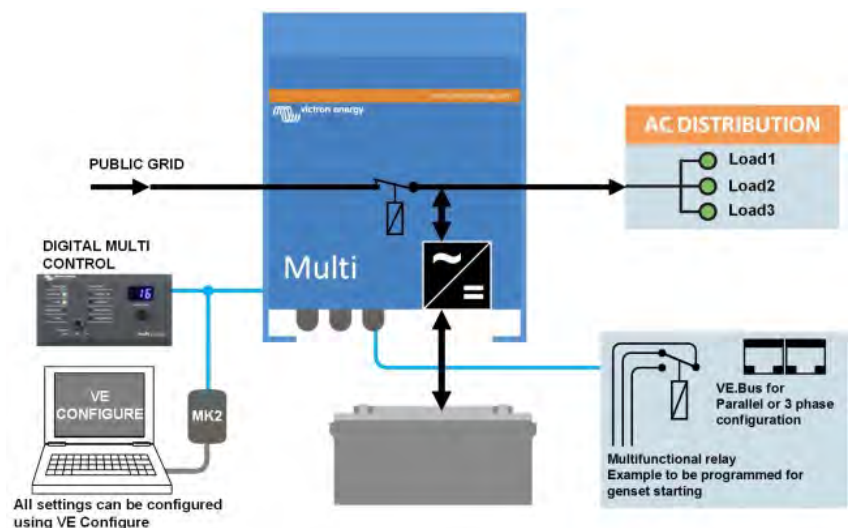 victron energy
PUBLIC GRID
AC DISTRIBUTION
Load1
Load2
Load3
DIGITAL MULTI
CONTROL
16
Multi
VE
CONFIGURE
MK2
VE.Bus for
Parallel or 3 phase
configuration
Multifunctional relay
Example to be programmed for
genset starting
All settings can be configured
using VE Configure